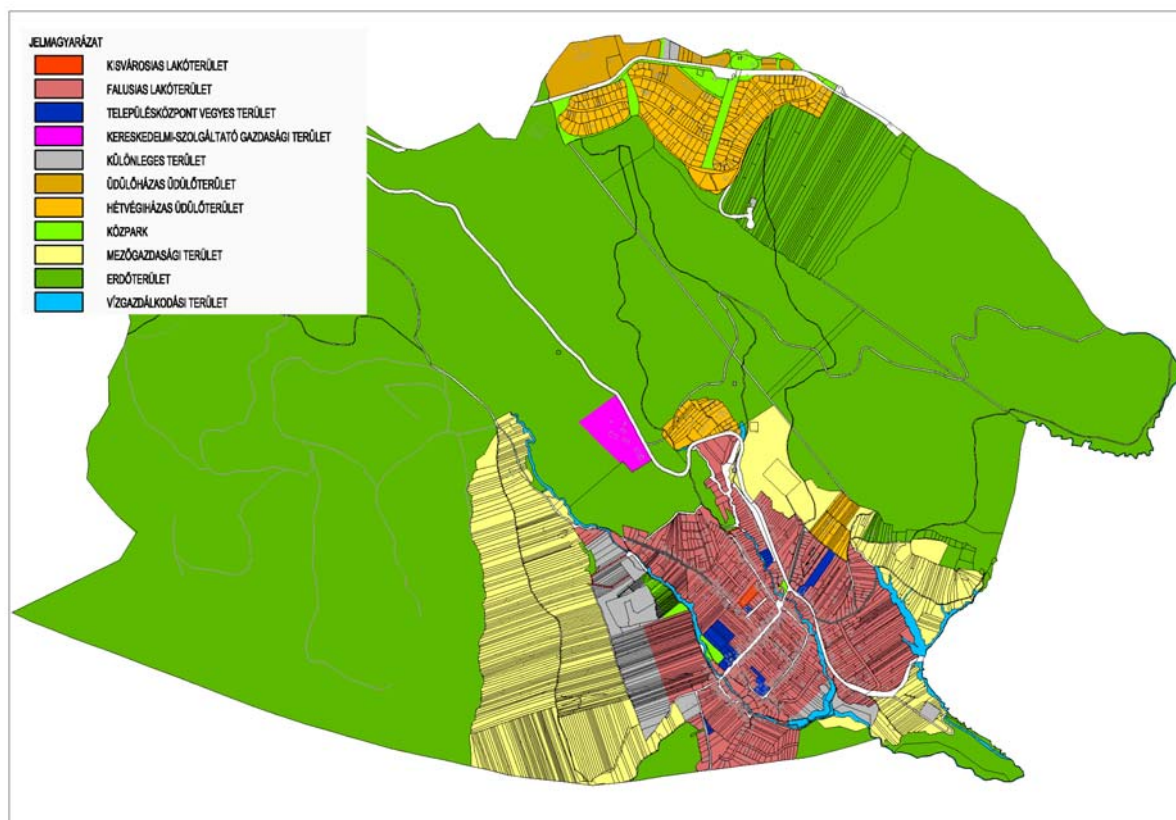 JELMAGYARÁZAT
KISVÁROSIAS LAKÓTERÜLET
FALUSIAS LAKÓTERÜLET
TELEPÜLÉSKÖZPONT VEGYES TERÜLET
KERESKEDELMI-SZOLGÁLTATÓ GAZDASÁGI TERÜLET
KÜLÖNLEGES TERÜLET
ÜDÜLŐHÁZAS ÜDÜLŐTERÜLET
HÉTVÉGIHÁZAS ÜDÜLŐTERÜLET
KÖZPARK
MEZŐGAZDASÁGI TERÜLET
ERDŐTERÜLET
VÍZGAZDÁLKODÁSI TERÜLET